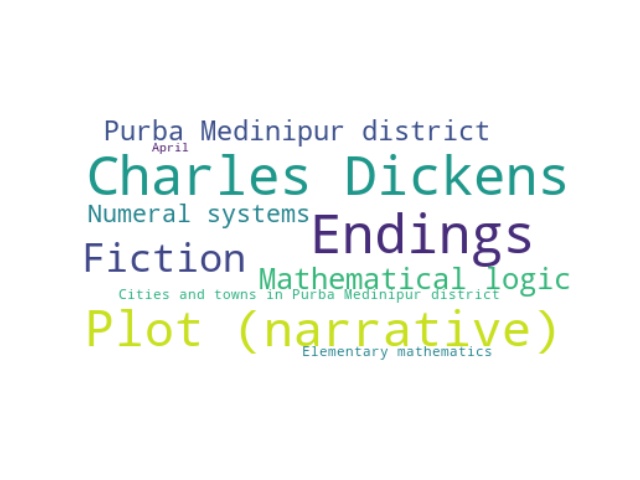 Purba Medinipur district
April
Charles Dickens
Numeral systems
Endings
Fiction
Mathematical logic
Cities and towns in Purba Medinipur district
Plot (narrative)
Elementary mathematics